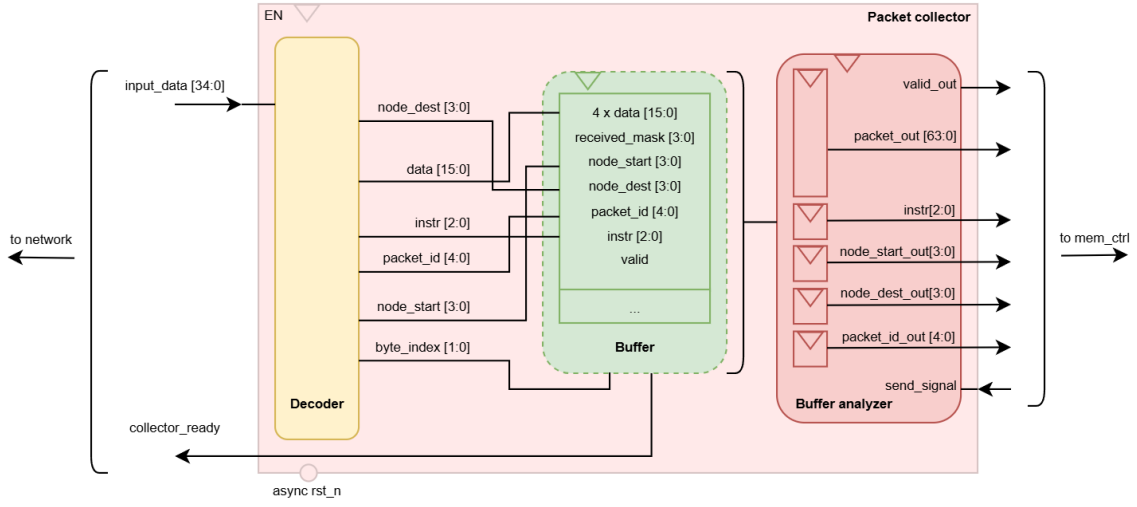 EN
Packet collector
input_data [34:0]
to network
collector_ready
async rst_n
node_dest [3:0]
data [15:0]
instr [2:0]
packet_id [4:0]
node_start [3:0]
byte_index [1:0]
Decoder
4 x data [15:0]
received_mask [3:0]
node_start [3:0]
node_dest [3:0]
packet_id [4:0]
instr [2:0]
valid
...
Buffer
valid_out
packet_out [63:0]
instr[2:0]
node_start_out[3:0]
node_dest_out[3:0]
packet_id_out [4:0]
send_signal
Buffer analyzer
to mem_ctrl